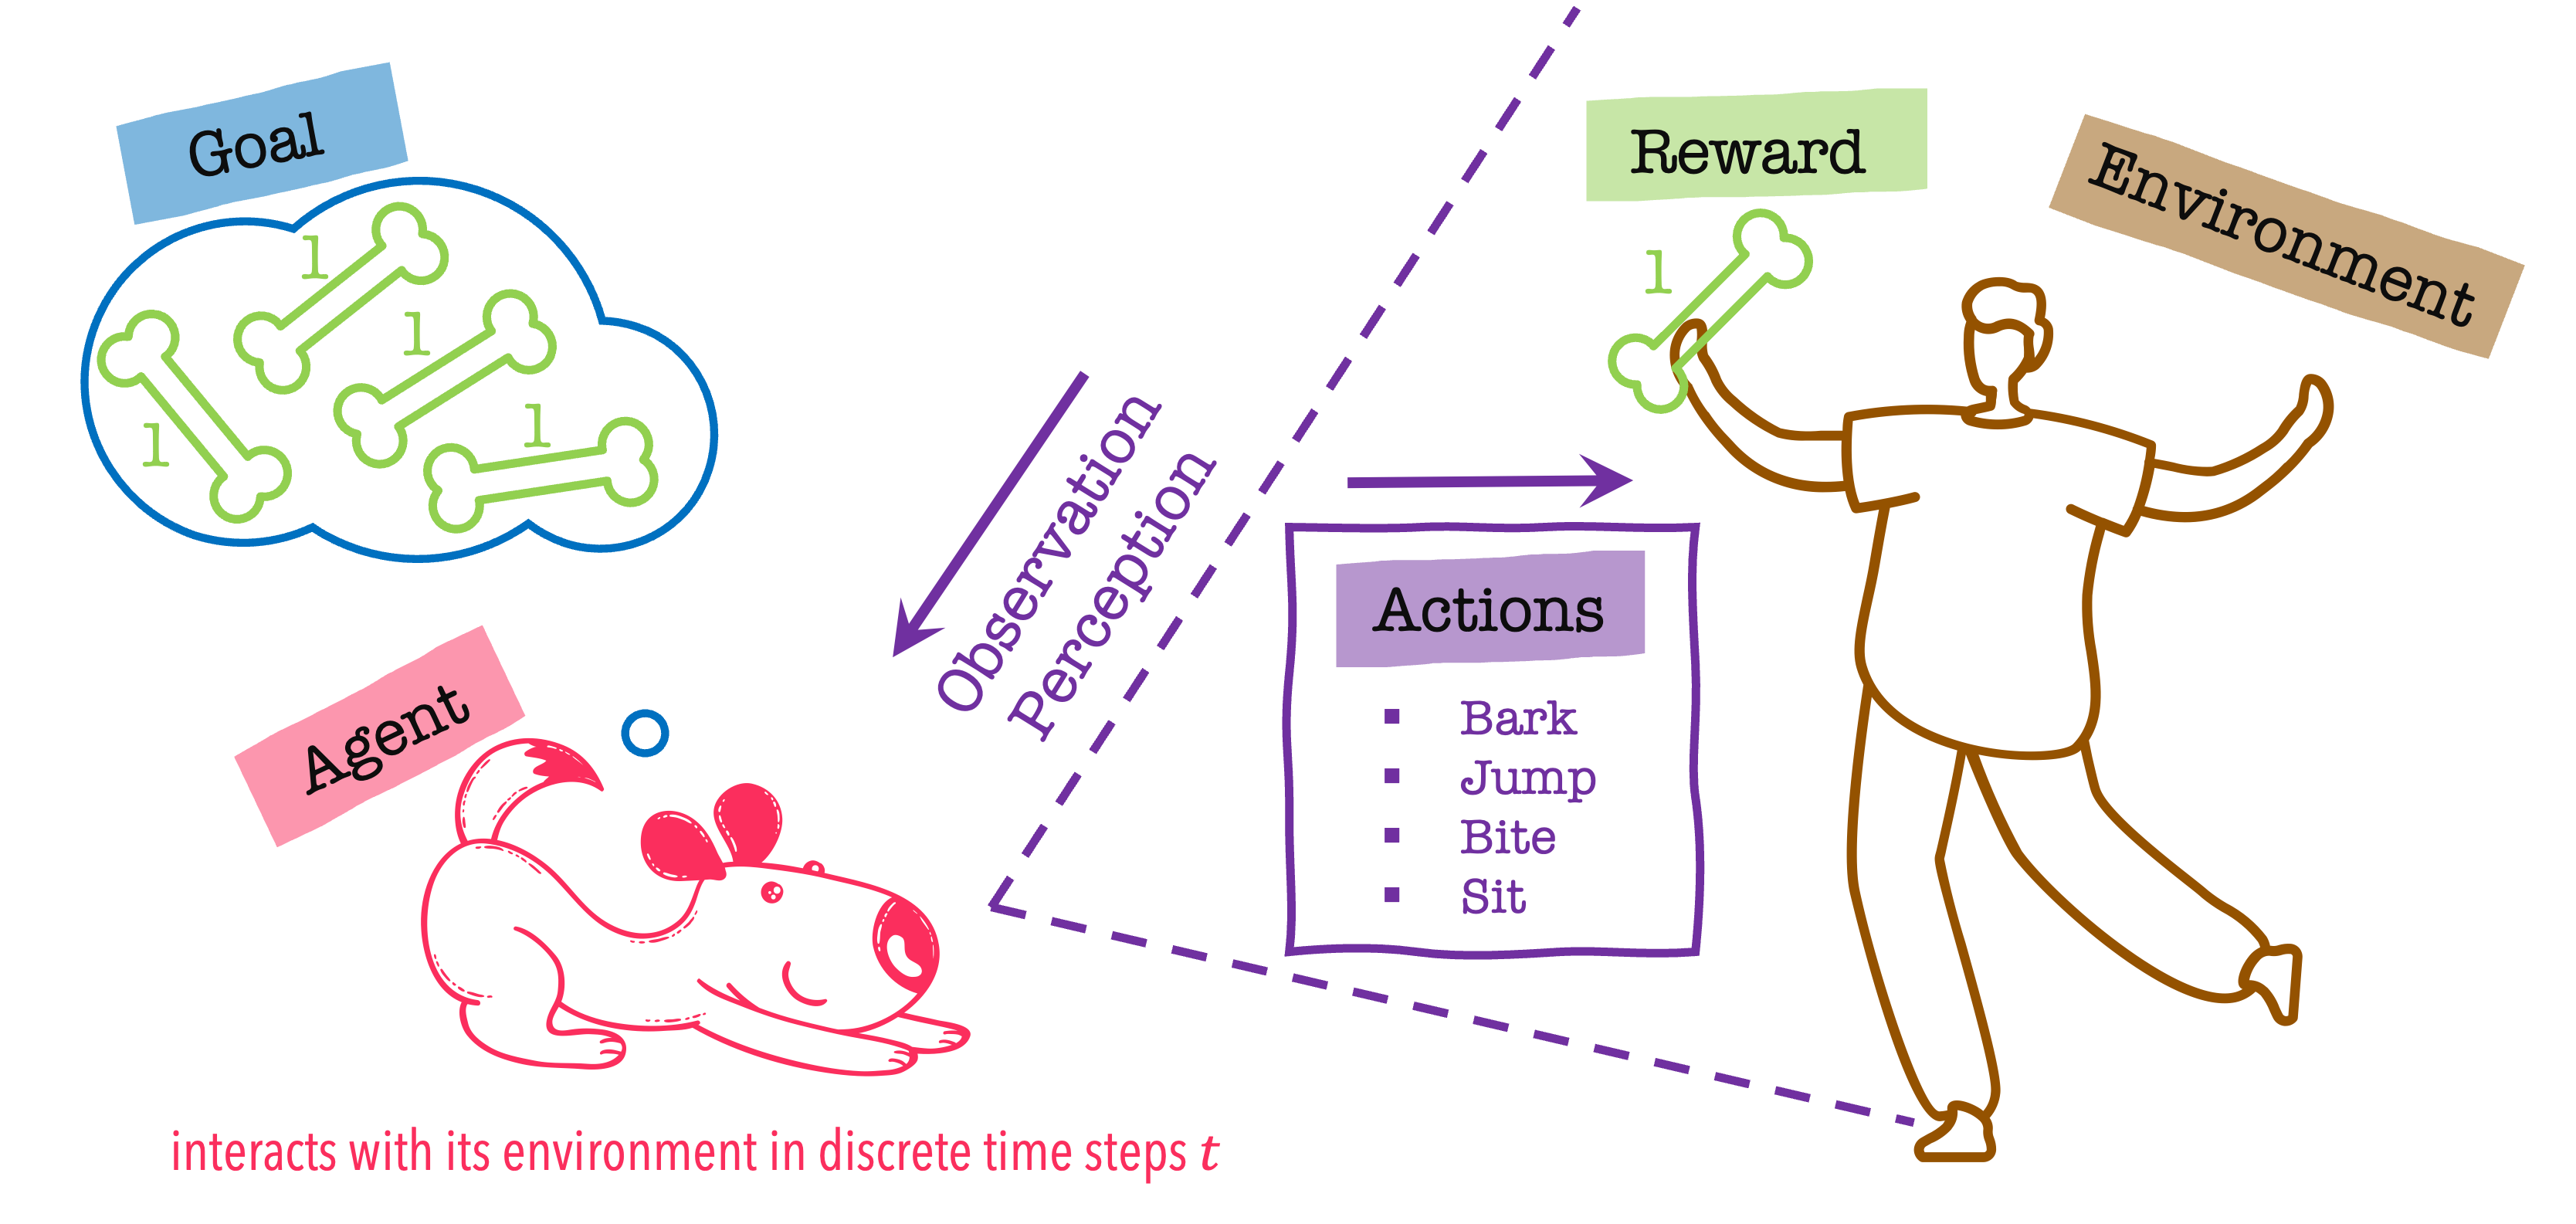 Goal
1
1
1
1
Agent
interacts with its environment in discrete time steps t
Observation
Perception
Reward
1
Environment
Actions
▪ Bark
▪ Jump
▪ Bite
▪ Sit